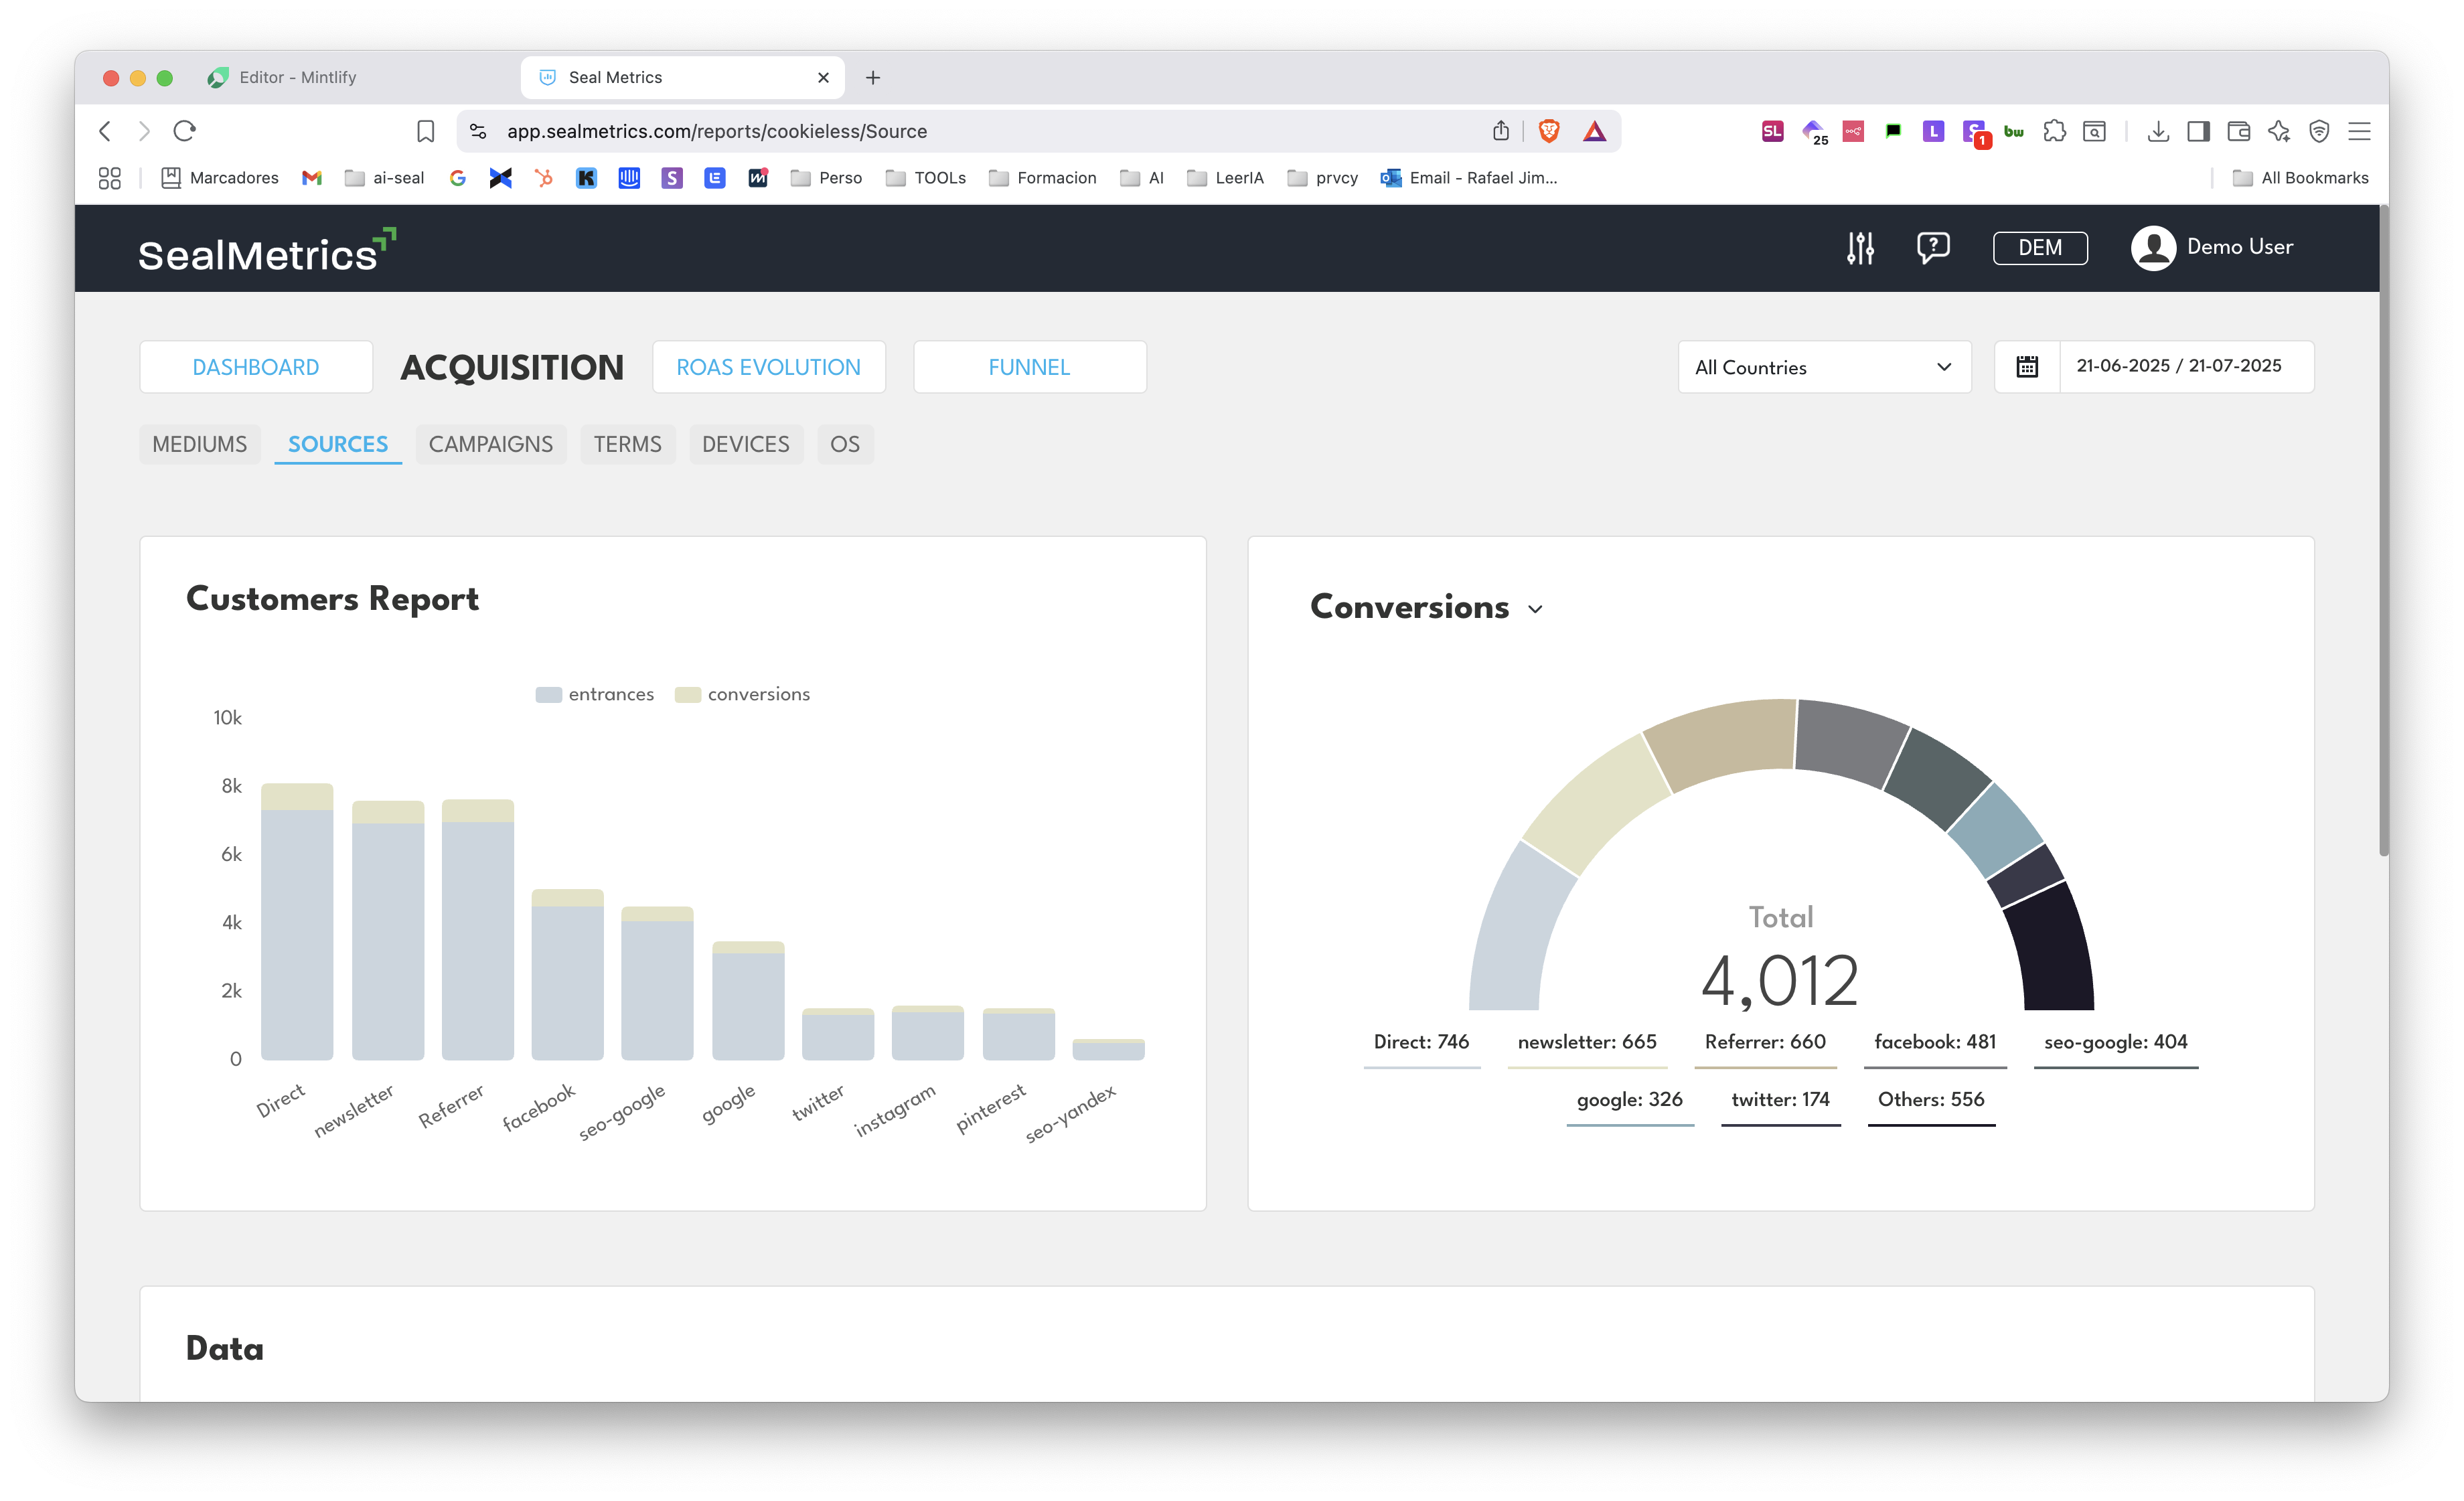 Editor - Mintlify
Seal Metrics
app.sealmetrics.com/reports/cookieless/Source
SL
25
L
S
1
bw
Marcadores
ai-seal
K
S
E
Perso
TOOLs
Formacion
AI
LeerIA
prvcy
Email - Rafael Jim...
All Bookmarks
SealMetrics
DEM
Demo User
DASHBOARD
ACQUISITION
ROAS EVOLUTION
FUNNEL
All Countries
21-06-2025 / 21-07-2025
MEDIUMS
SOURCES
CAMPAIGNS
TERMS
DEVICES
OS
Customers Report
entrances
conversions
10k
8k
6k
4k
2k
0
Direct
newsletter
Referrer
facebook
seo-google
google
twitter
instagram
pinterest
seo-yandex
Conversions
Total
4,012
Direct: 746
newsletter: 665
Referrer: 660
facebook: 481
seo-google: 404
google: 326
twitter: 174
Others: 556
Data